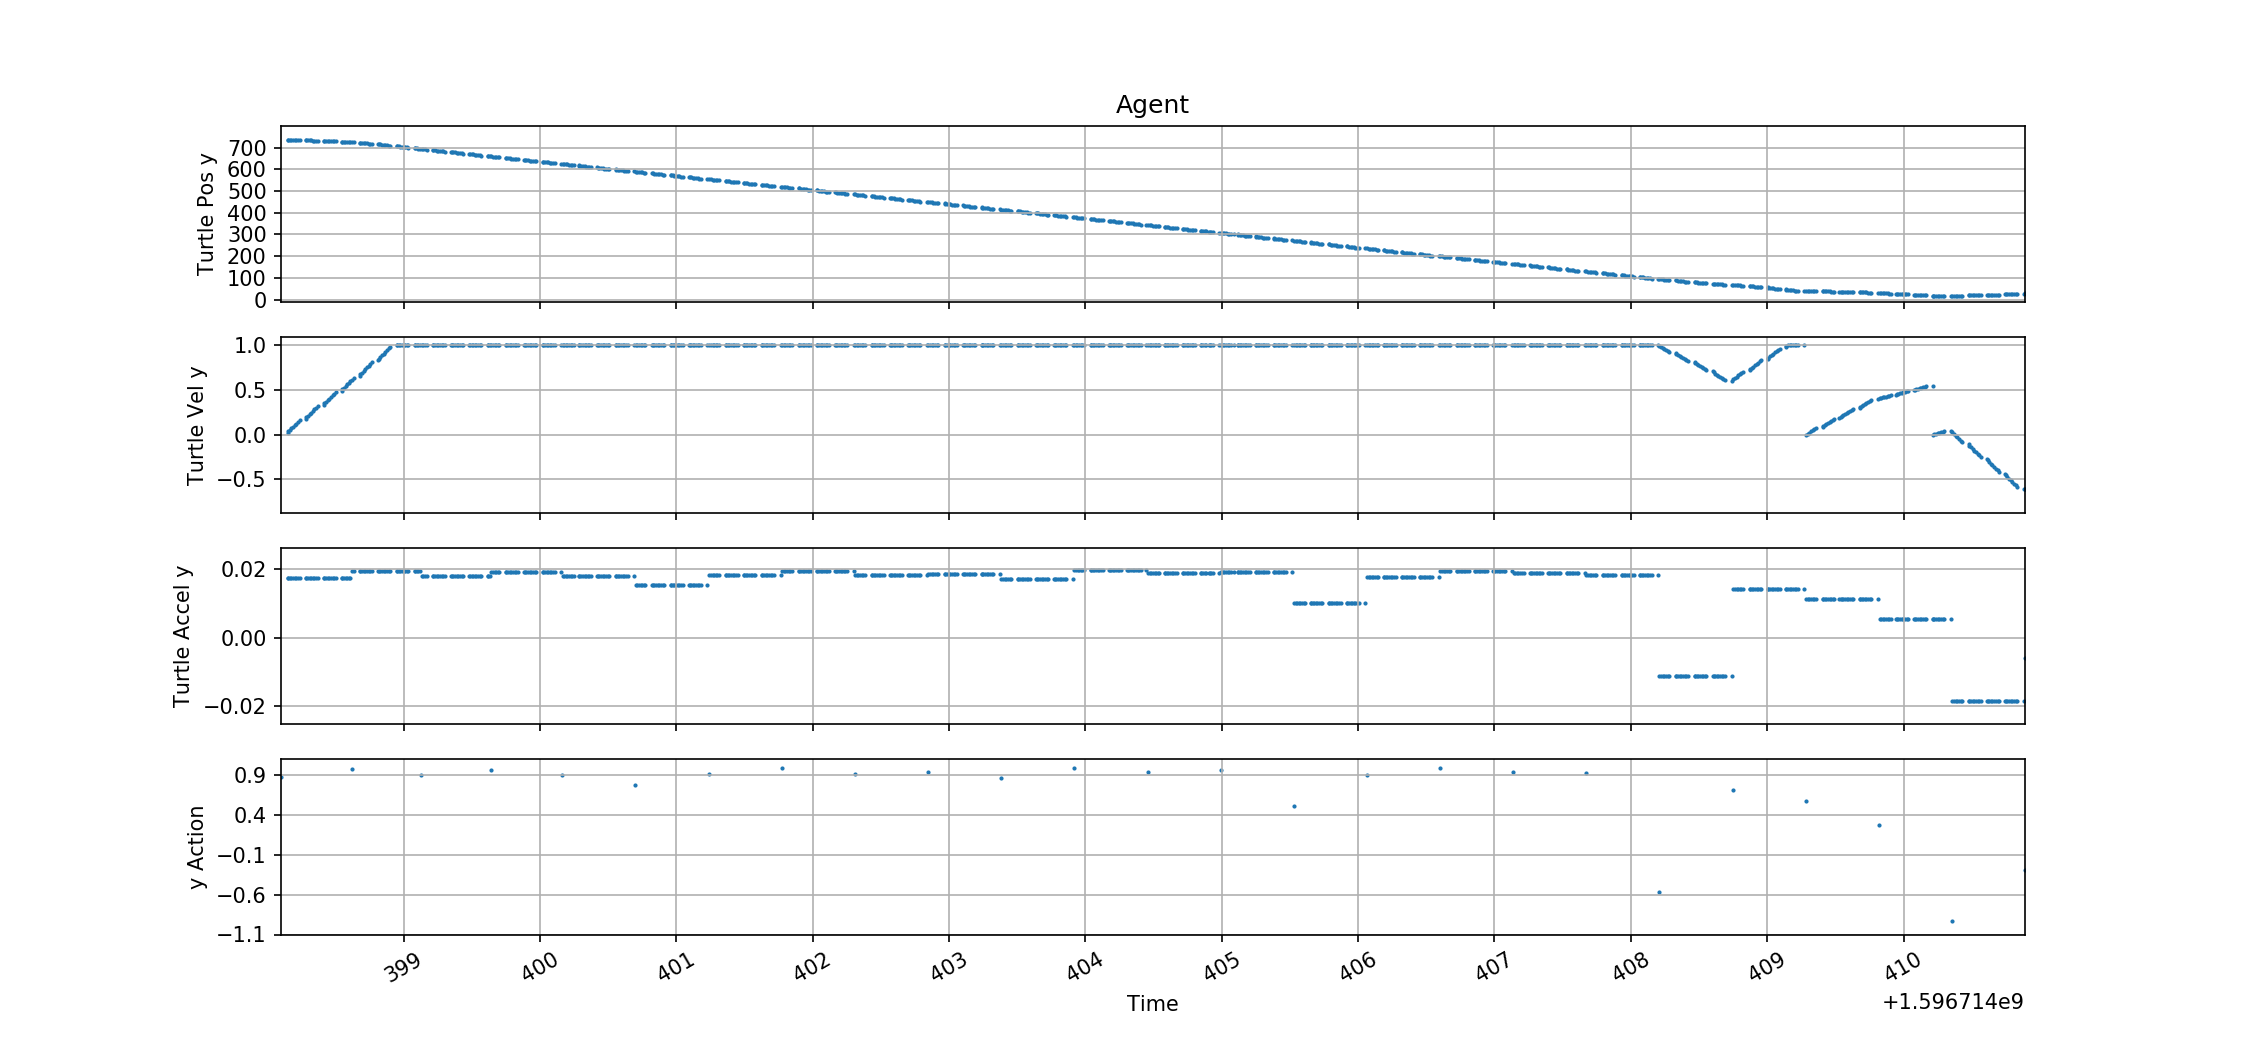 Agent
Turtle Pos y
700
600
500
400
300
200
100
0
Turtle Vel y
1.0
0.5
0.0
−0.5
Turtle Accel y
0.02
0.00
−0.02
y Action
0.9
0.4
−0.1
−0.6
−1.1
399 400 401 402 403 404 405 406 407 408 409 410
Time
+1.596714e9